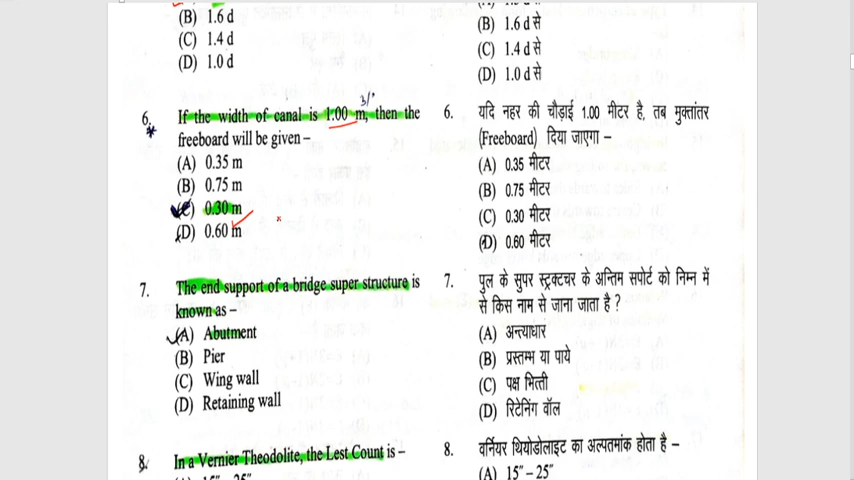 (B) 1.6 d
(C) 1.4 d
(D) 1.0 d
6. If the width of canal is 1.00 m, then the
freeboard will be given –
(A) 0.35 m
(B) 0.75 m
(C) 0.30 m
(D) 0.60 m
7. The end support of a bridge super structure is
known as –
(A) Abutment
(B) Pier
(C) Wing wall
(D) Retaining wall
8. In a Vernier Theodolite, the Lest Count is –
(B) 1.6 d से
(C) 1.4 d से
(D) 1.0 d से
6. यदि नहर की चौड़ाई 1.00 मीटर है, तब मुक्तांतर
(Freeboard) दिया जाएगा –
(A) 0.35 मीटर
(B) 0.75 मीटर
(C) 0.30 मीटर
(D) 0.60 मीटर
7. पुल के सुपर स्ट्रक्टचर के अन्तिम सपोर्ट को निम्न में
से किस नाम से जाना जाता है ?
(A) अन्त्याधार
(B) प्रस्तम्भ या पाये
(C) पक्ष भित्ती
(D) रिटेनिंग वॉल
8. वर्नियर थियोडोलाइट का अल्पतमांक होता है –
(A) 15″ – 25″